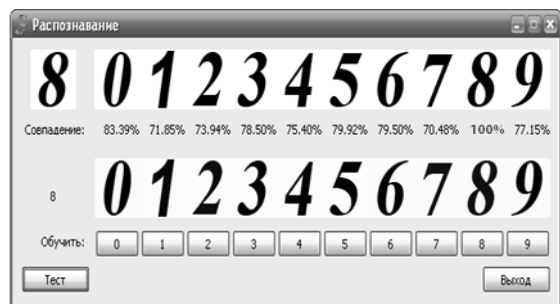 Распознавание
8 0 1 2 3 4 5 6 7 8 9
Совпадение: 83.39% 71.85% 73.94% 78.50% 75.40% 79.92% 79.50% 70.48% 100% 77.15%
8 0 1 2 3 4 5 6 7 8 9
Обучить: 0 1 2 3 4 5 6 7 8 9
Тест Выход